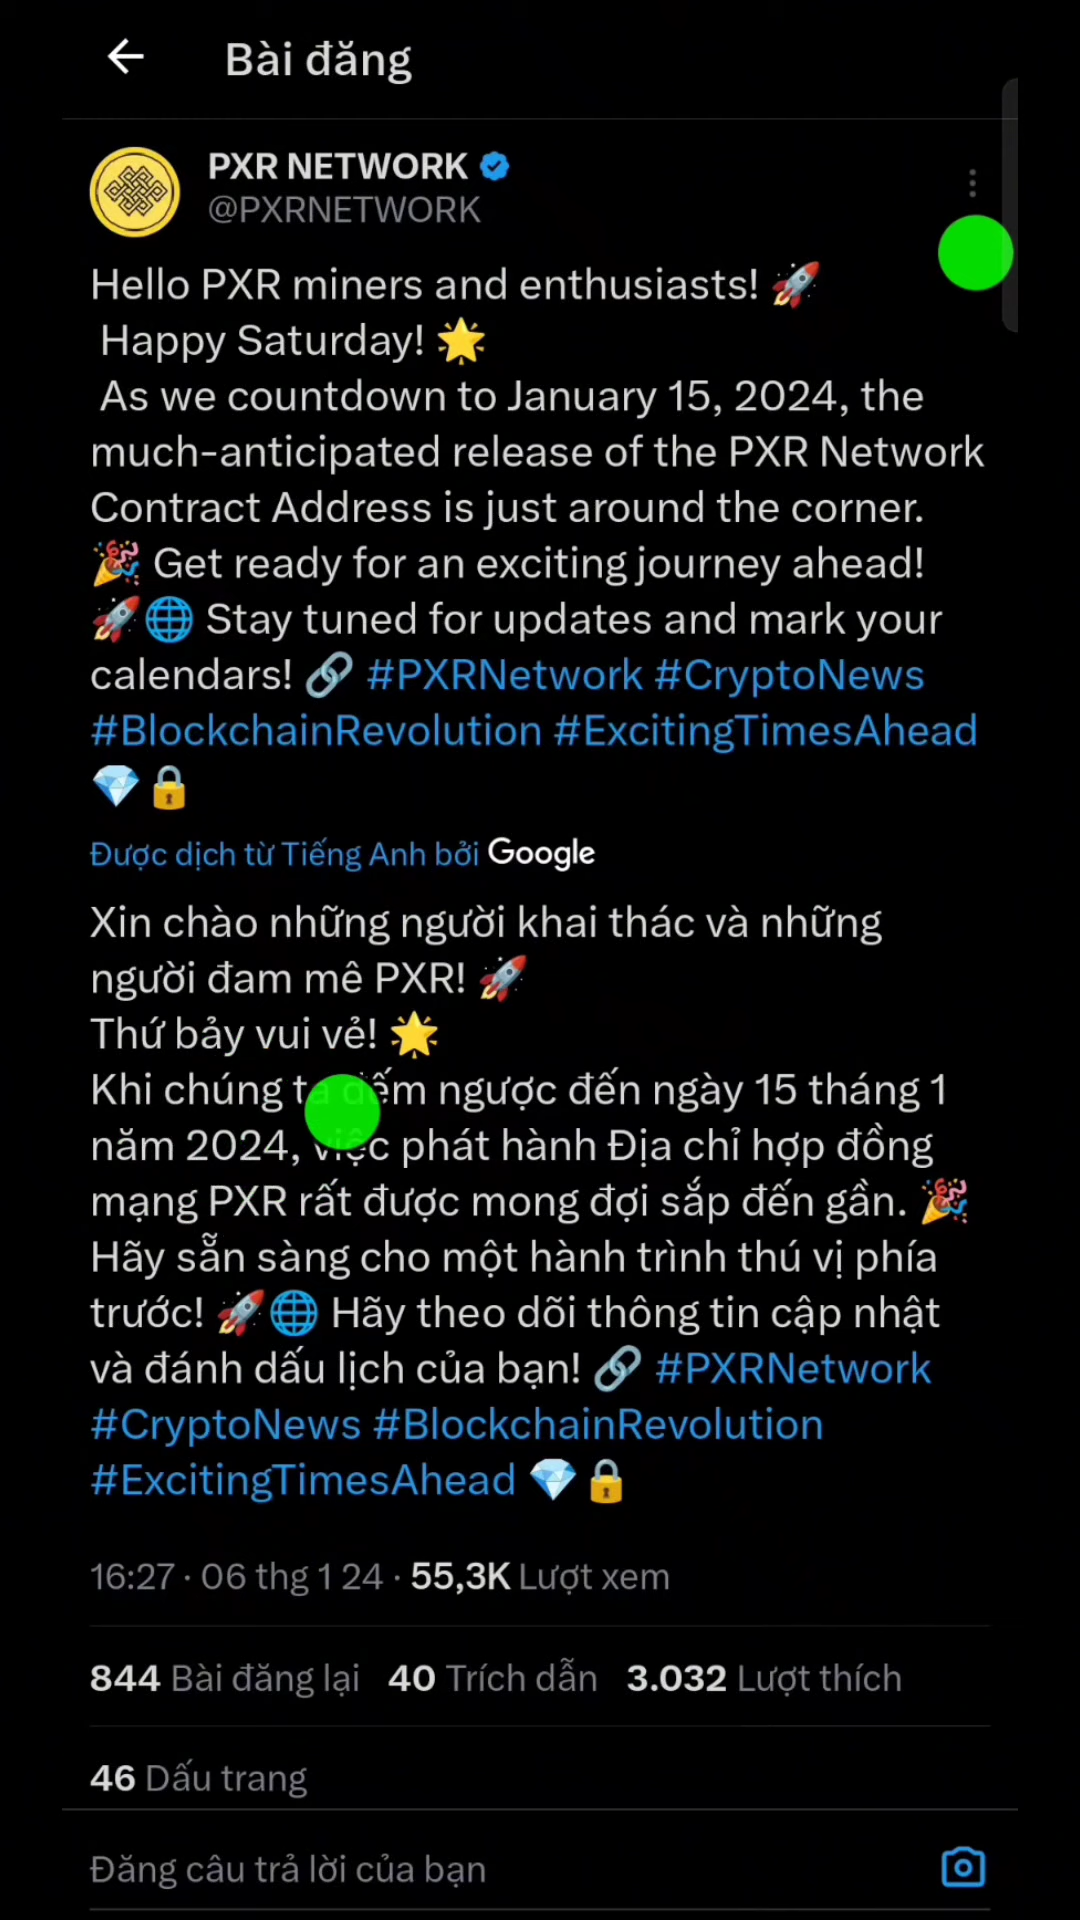 Bài đăng
PXR NETWORK
@PXRNETWORK
Hello PXR miners and enthusiasts! 🚀
Happy Saturday! 🌟
As we countdown to January 15, 2024, the
much-anticipated release of the PXR Network
Contract Address is just around the corner.
🎉 Get ready for an exciting journey ahead!
🚀🌐 Stay tuned for updates and mark your
calendars! 🔗 #PXRNetwork #CryptoNews
#BlockchainRevolution #ExcitingTimesAhead
💎🔒
Được dịch từ Tiếng Anh bởi Google
Xin chào những người khai thác và những
người đam mê PXR! 🚀
Thứ bảy vui vẻ! 🌟
Khi chúng ta đếm ngược đến ngày 15 tháng 1
năm 2024, việc phát hành Địa chỉ hợp đồng
mạng PXR rất được mong đợi sắp đến gần. 🎉
Hãy sẵn sàng cho một hành trình thú vị phía
trước! 🚀🌐 Hãy theo dõi thông tin cập nhật
và đánh dấu lịch của bạn! 🔗 #PXRNetwork
#CryptoNews #BlockchainRevolution
#ExcitingTimesAhead 💎🔒
16:27 · 06 thg 1 24 · 55,3K Lượt xem
844 Bài đăng lại 40 Trích dẫn 3.032 Lượt thích
46 Dấu trang
Đăng câu trả lời của bạn